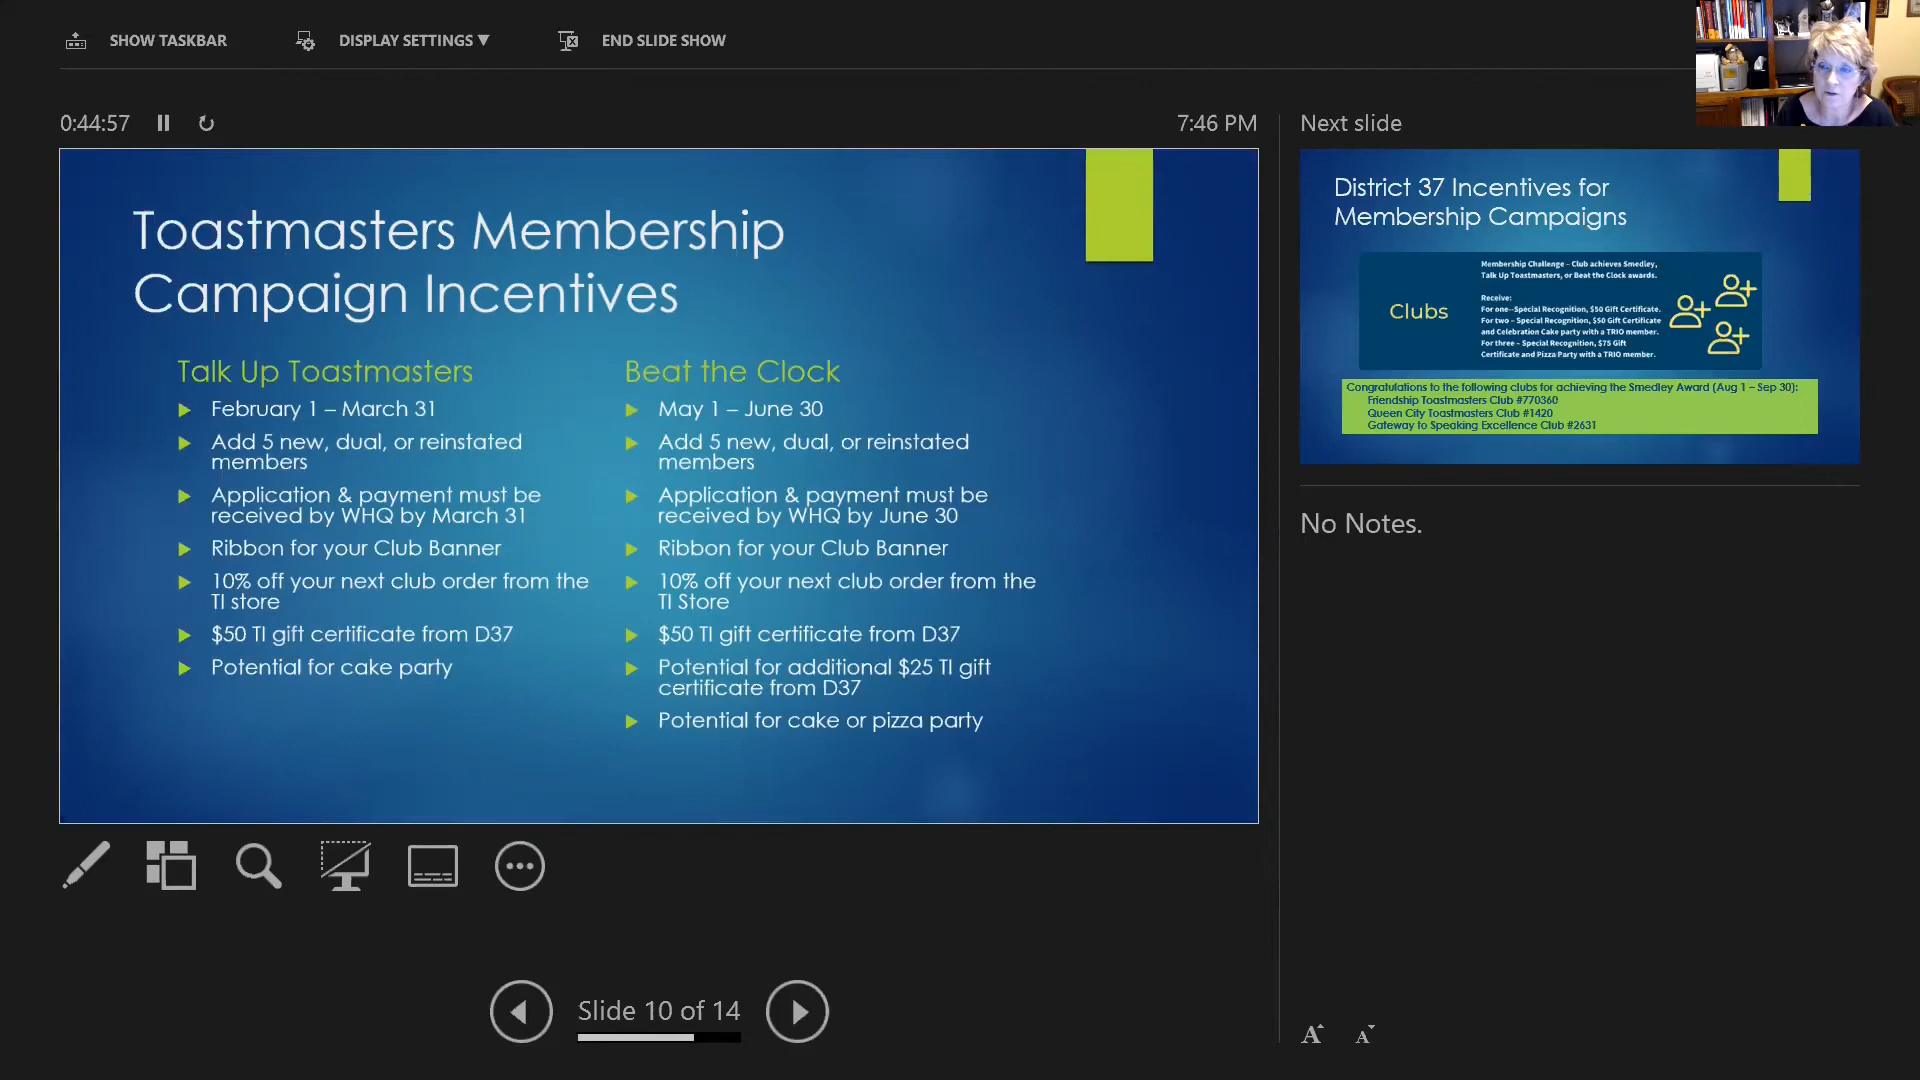 SHOW TASKBAR
DISPLAY SETTINGS ▼
END SLIDE SHOW
0:44:57
7:46 PM
Next slide
Toastmasters Membership
Campaign Incentives
Talk Up Toastmasters
February 1 – March 31
Add 5 new, dual, or reinstated
members
Application & payment must be
received by WHQ by March 31
Ribbon for your Club Banner
10% off your next club order from the
TI store
$50 TI gift certificate from D37
Potential for cake party
Beat the Clock
May 1 – June 30
Add 5 new, dual, or reinstated
members
Application & payment must be
received by WHQ by June 30
Ribbon for your Club Banner
10% off your next club order from the
TI Store
$50 TI gift certificate from D37
Potential for additional $25 TI gift
certificate from D37
Potential for cake or pizza party
District 37 Incentives for
Membership Campaigns
Clubs
Membership Challenge – Club achieves Smedley,
Talk Up Toastmasters, or Beat the Clock awards.
Receive:
For one--Special Recognition, $50 Gift Certificate.
For two – Special Recognition, $50 Gift Certificate
and Celebration Cake party with a TRIO member.
For three – Special Recognition, $75 Gift
Certificate and Pizza Party with a TRIO member.
Congratulations to the following clubs for achieving the Smedley Award (Aug 1 – Sep 30):
Friendship Toastmasters Club #770360
Queen City Toastmasters Club #1420
Gateway to Speaking Excellence Club #2631
No Notes.
Slide 10 of 14
A A